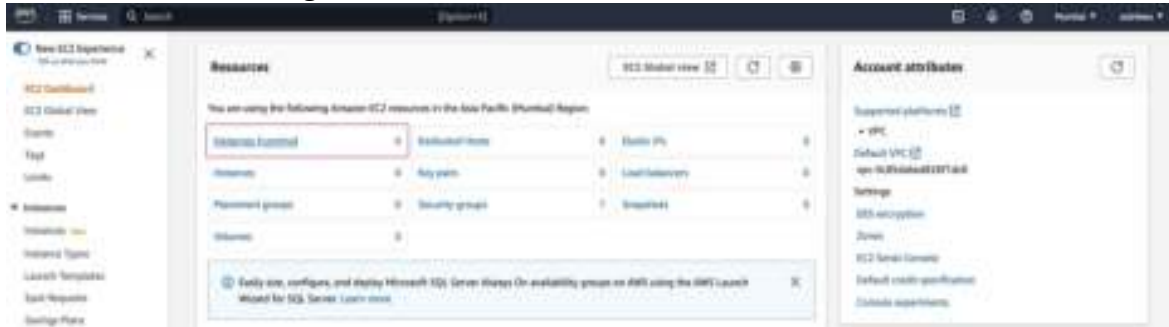 Services
Search
[Option+S]
Mumbai
New EC2 Experience
EC2 Dashboard
EC2 Global View
Events
Tags
Limits
Instances
Instances New
Instance Types
Launch Templates
Spot Requests
Savings Plans
Resources
EC2 Global view
You are using the following Amazon EC2 resources in the Asia Pacific (Mumbai) Region:
Instances (running) 0 Dedicated Hosts 0 Elastic IPs 0
Instances 0 Key pairs 0 Load balancers 0
Placement groups 0 Security groups 1 Snapshots 0
Volumes 0
Easily size, configure, and deploy Microsoft SQL Server Always On availability groups on AWS using the AWS Launch
Wizard for SQL Server. Learn more
Account attributes
Supported platforms
VPC
Default VPC
Settings
EBS encryption
Zones
EC2 Serial Console
Default credit specification
Console experiments